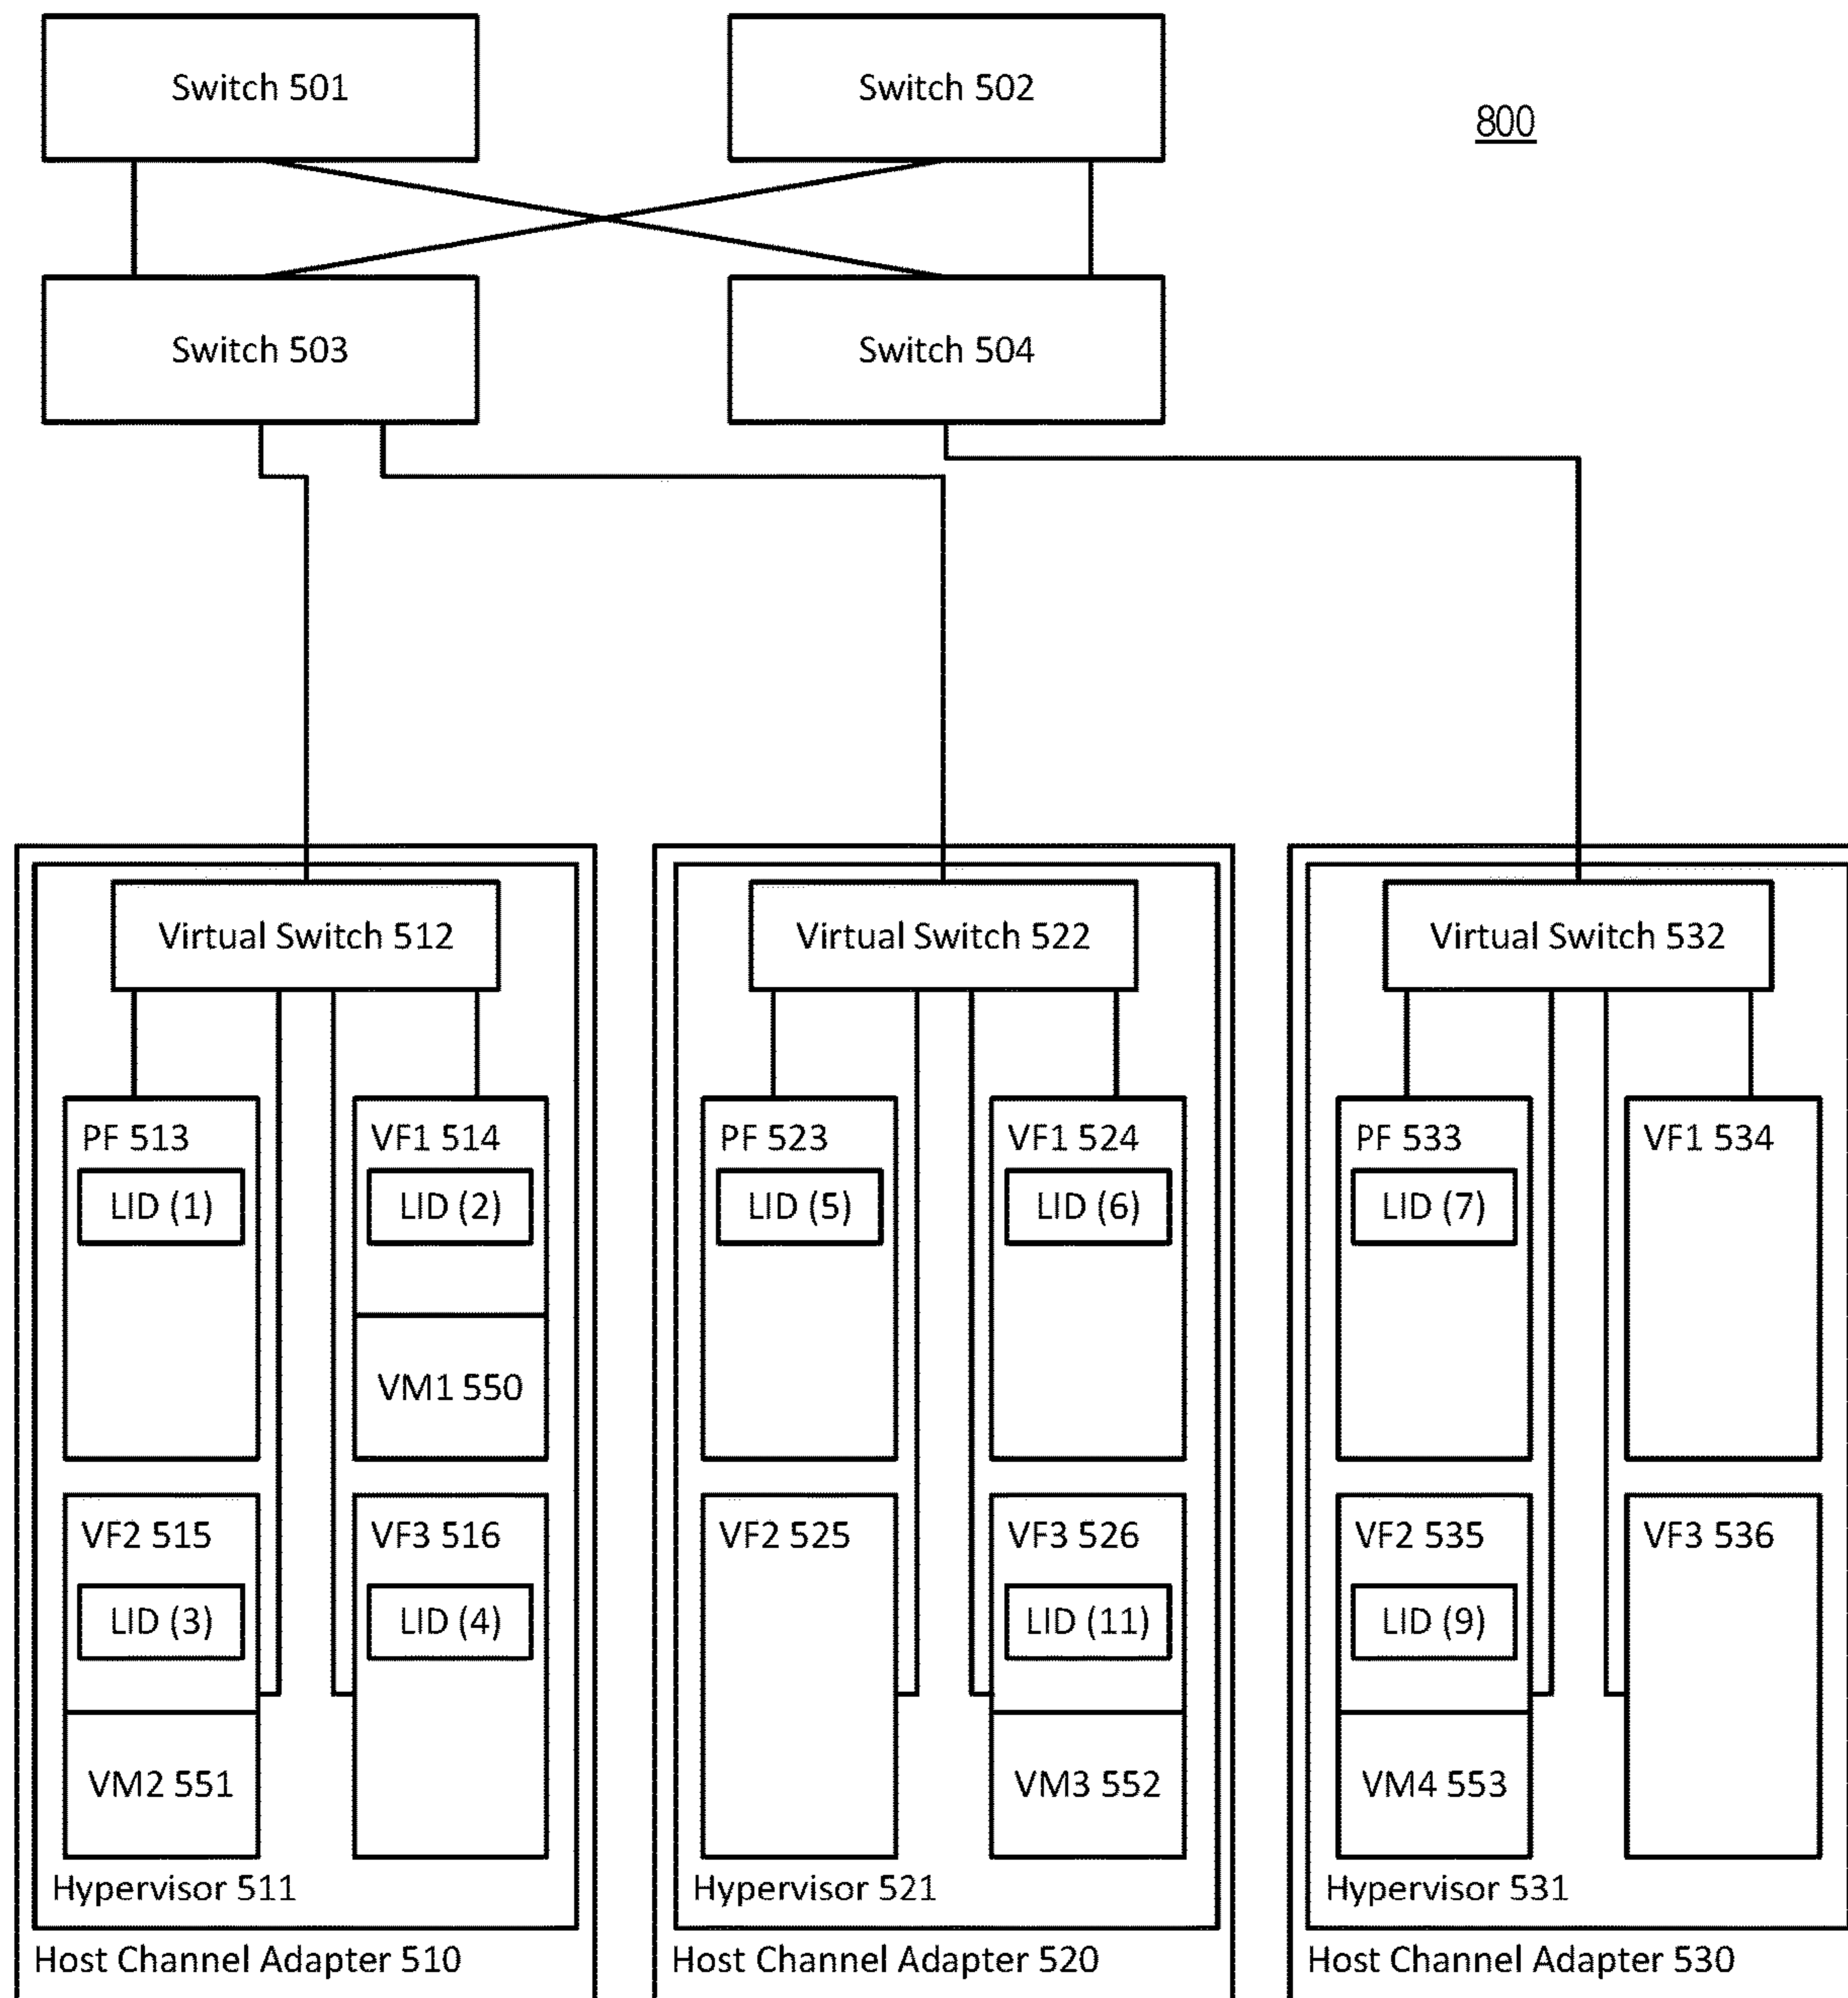 Switch 501
Switch 502
800
Switch 503
Switch 504
Virtual Switch 512
Virtual Switch 522
Virtual Switch 532
PF 513
LID (1)
VF1 514
LID (2)
VM1 550
VF2 515
LID (3)
VM2 551
VF3 516
LID (4)
Hypervisor 511
Host Channel Adapter 510
PF 523
LID (5)
VF1 524
LID (6)
VF2 525
VF3 526
LID (11)
VM3 552
Hypervisor 521
Host Channel Adapter 520
PF 533
LID (7)
VF1 534
VF2 535
LID (9)
VM4 553
VF3 536
Hypervisor 531
Host Channel Adapter 530